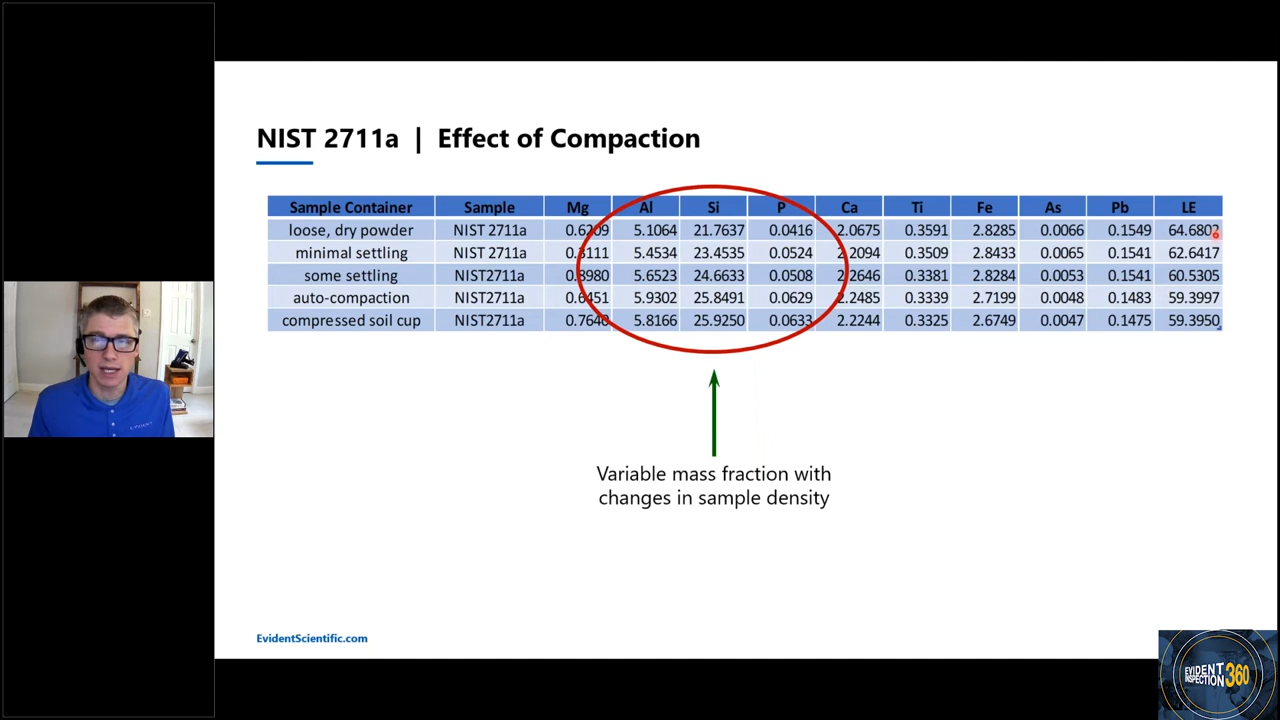 NIST 2711a | Effect of Compaction
Sample Container Sample Mg Al Si P Ca Ti Fe As Pb LE
loose, dry powder NIST 2711a 0.6209 5.1064 21.7637 0.0416 2.0675 0.3591 2.8285 0.0066 0.1549 64.6802
minimal settling NIST 2711a 0.8111 5.4534 23.4535 0.0524 2.2094 0.3509 2.8433 0.0065 0.1541 62.6417
some settling NIST2711a 0.8980 5.6523 24.6633 0.0508 2.2646 0.3381 2.8284 0.0053 0.1541 60.5305
auto-compaction NIST2711a 0.6451 5.9302 25.8491 0.0629 2.2485 0.3339 2.7199 0.0048 0.1483 59.3997
compressed soil cup NIST2711a 0.7640 5.8166 25.9250 0.0633 2.2244 0.3325 2.6749 0.0047 0.1475 59.3950
Variable mass fraction with
changes in sample density
EvidentScientific.com
EVIDENT
INSPECTION 360
EVIDENT